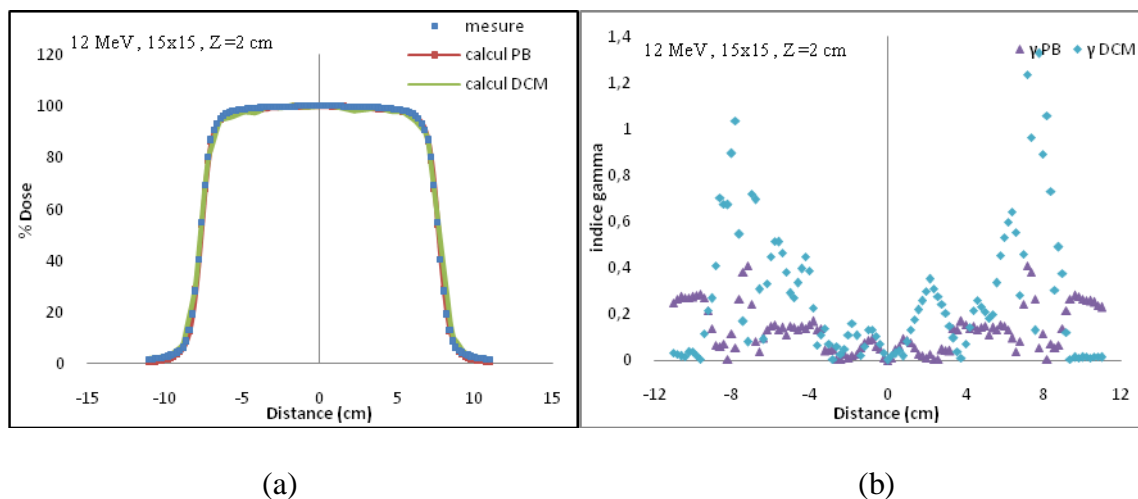 12 MeV , 15x15 , Z =2 cm
mesure
calcul PB
calcul DCM
120
100
80
60
40
20
0
% Dose
-15 -10 -5 0 5 10 15
Distance (cm)
12 MeV , 15x15 , Z =2 cm
γ PB γ DCM
1,4
1,2
1
0,8
0,6
0,4
0,2
0
indice gamma
-12 -8 -4 0 4 8 12
Distance (cm)
(a) (b)